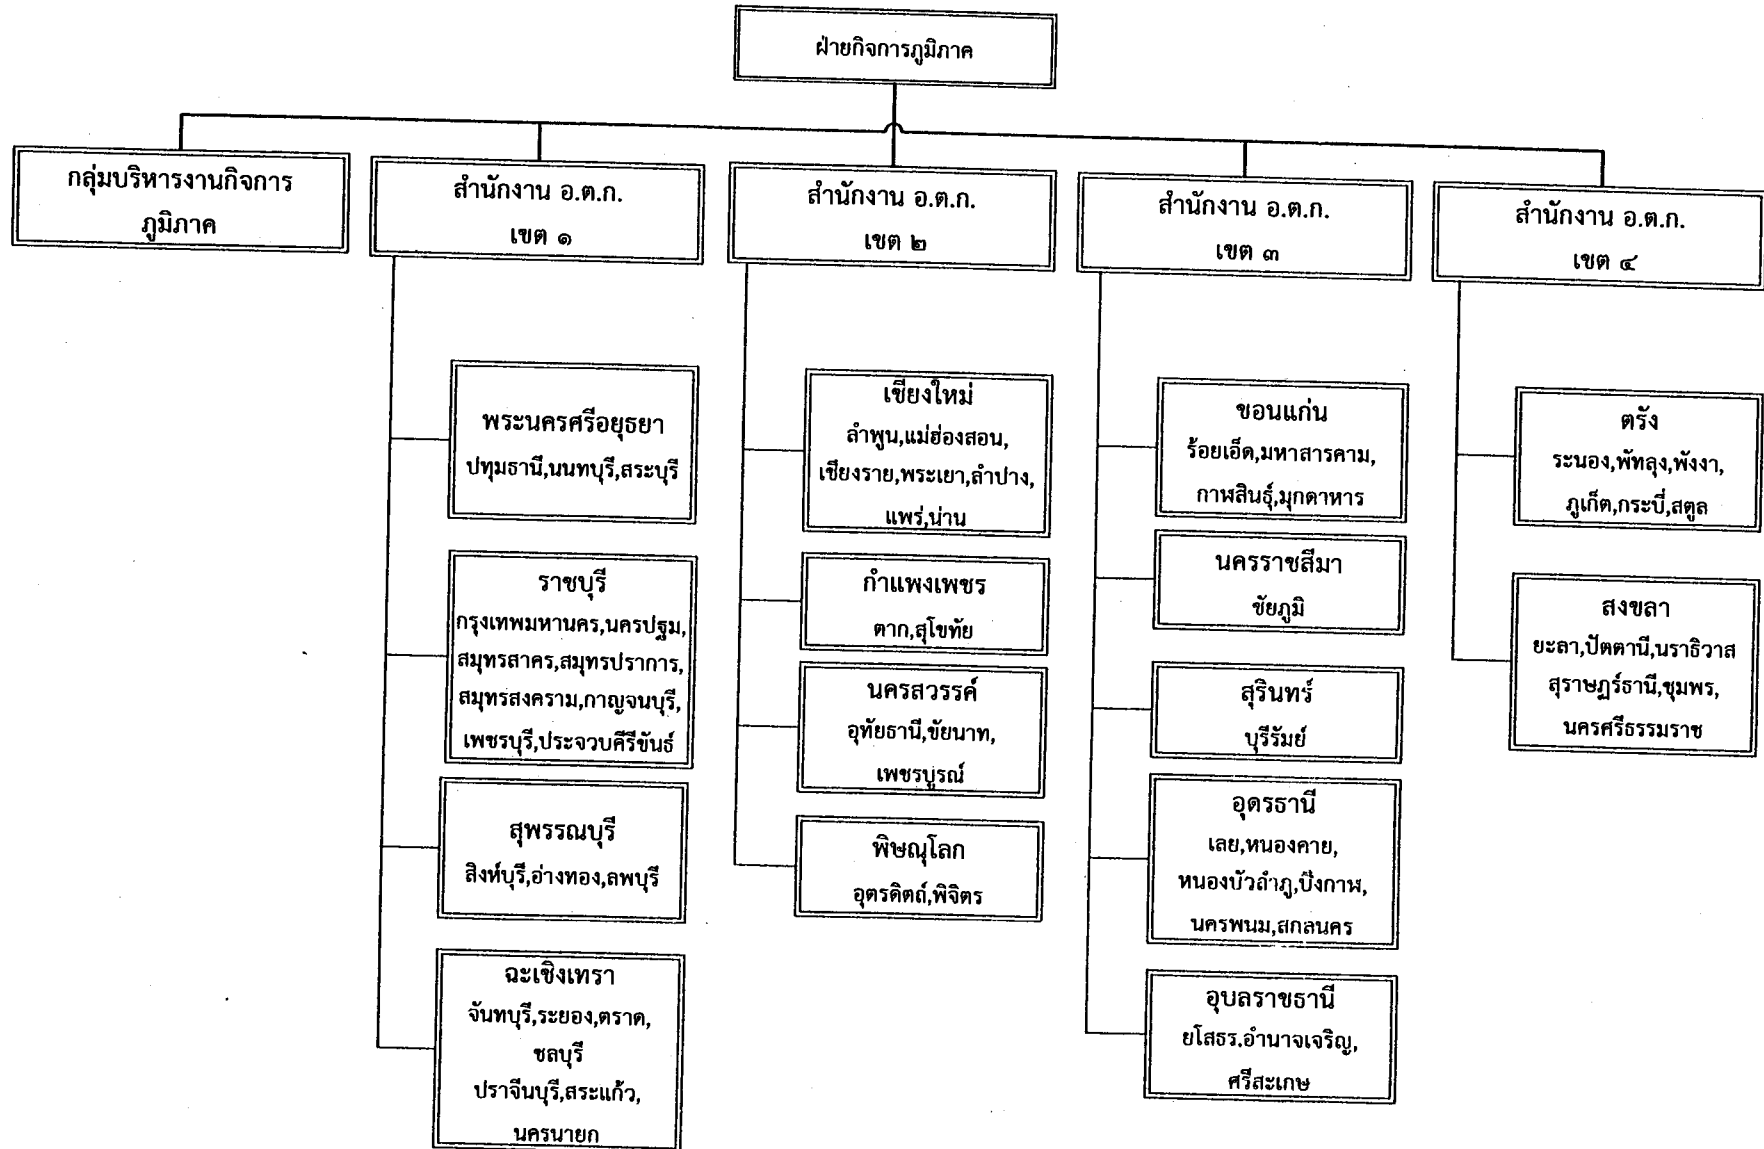 ฝ่ายกิจการภูมิภาค
กลุ่มบริหารงานกิจการ
ภูมิภาค
สำนักงาน อ.ต.ก.
เขต ๑
สำนักงาน อ.ต.ก.
เขต ๒
สำนักงาน อ.ต.ก.
เขต ๓
สำนักงาน อ.ต.ก.
เขต ๔
พระนครศรีอยุธยา
ปทุมธานี,นนทบุรี,สระบุรี
ราชบุรี
กรุงเทพมหานคร,นครปฐม,
สมุทรสาคร,สมุทรปราการ,
สมุทรสงคราม,กาญจนบุรี,
เพชรบุรี,ประจวบคีรีขันธ์
สุพรรณบุรี
สิงห์บุรี,อ่างทอง,ลพบุรี
ฉะเชิงเทรา
จันทบุรี,ระยอง,ตราด,
ชลบุรี
ปราจีนบุรี,สระแก้ว,
นครนายก
เชียงใหม่
ลำพูน,แม่ฮ่องสอน,
เชียงราย,พระเยา,ลำปาง,
แพร่,น่าน
กำแพงเพชร
ตาก,สุโขทัย
นครสวรรค์
อุทัยธานี,ขัยนาท,
เพชรบูรณ์
พิษณุโลก
อุตรดิตถ์,พิจิตร
ขอนแก่น
ร้อยเอ็ด,มหาสารคาม,
กาฬสินธุ์,มุกดาหาร
นครราชสีมา
ชัยภูมิ
สุรินทร์
บุรีรัมย์
อุดรธานี
เลย,หนองคาย,
หนองบัวลำภู,บึงกาฬ,
นครพนม,สกลนคร
อุบลราชธานี
ยโสธร.อำนาจเจริญ,
ศรีสะเกษ
ตรัง
ระนอง,พัทลุง,พังงา,
ภูเก็ต,กระบี่,สตูล
สงขลา
ยะลา,ปัตตานี,นราธิวาส
สุราษฎร์ธานี,ชุมพร,
นครศรีธรรมราช